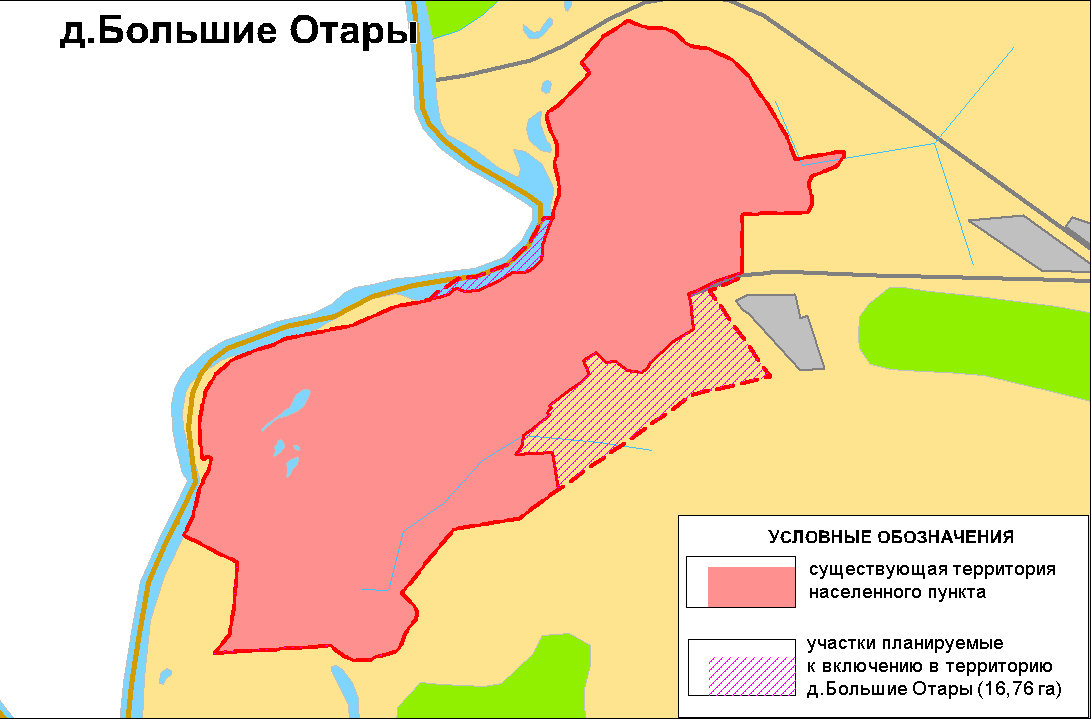 д.Большие Отары
УСЛОВНЫЕ ОБОЗНАЧЕНИЯ
существующая территория
населенного пункта
участки планируемые
к включению в территорию
д.Большие Отары (16,76 га)